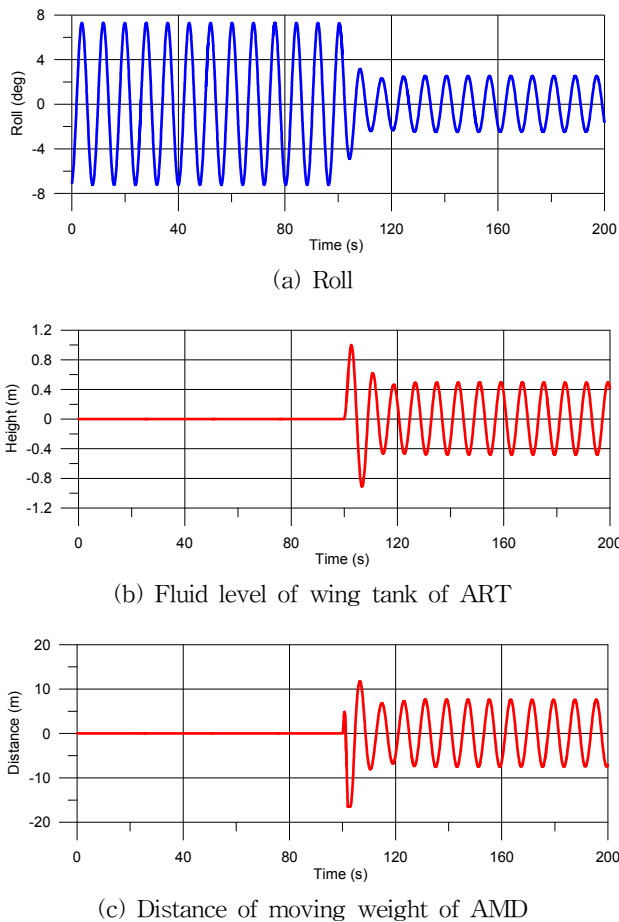 8
4
0
-4
-8
Roll (deg)
0 40 80 120 160 200
Time (s)
(a) Roll
1.2
0.8
0.4
0
-0.4
-0.8
-1.2
Height (m)
0 40 80 120 160 200
Time (s)
(b) Fluid level of wing tank of ART
20
10
0
-10
-20
Distance (m)
0 40 80 120 160 200
Time (s)
(c) Distance of moving weight of AMD